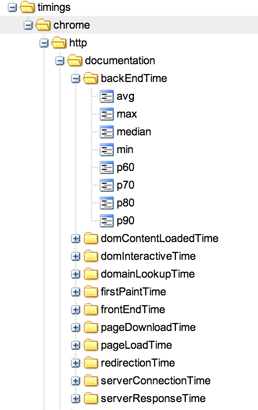 timings
chrome
http
documentation
backEndTime
avg
max
median
min
p60
p70
p80
p90
domContentLoadedTime
domInteractiveTime
domainLookupTime
firstPaintTime
frontEndTime
pageDownloadTime
pageLoadTime
redirectionTime
serverConnectionTime
serverResponseTime